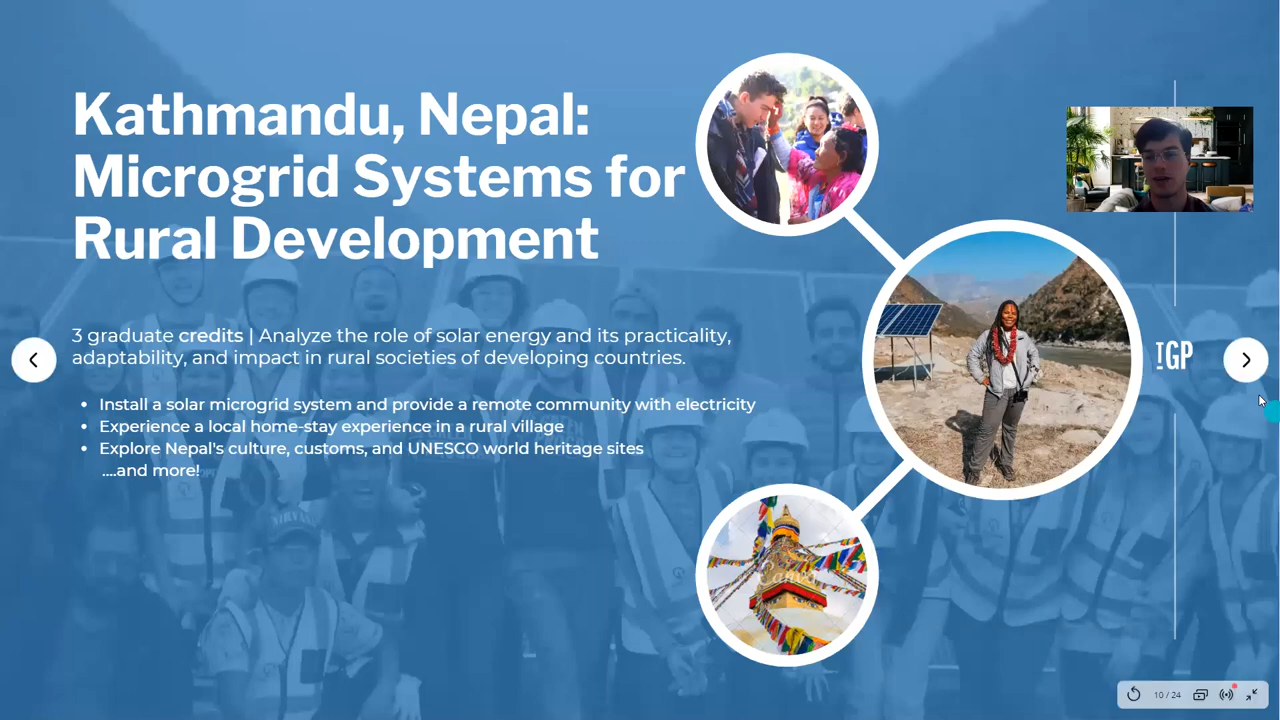 Kathmandu, Nepal:
Microgrid Systems for
Rural Development
3 graduate credits | Analyze the role of solar energy and its practicality,
adaptability, and impact in rural societies of developing countries.
• Install a solar microgrid system and provide a remote community with electricity
• Experience a local home-stay experience in a rural village
• Explore Nepal's culture, customs, and UNESCO world heritage sites
....and more!
TGP
10 / 24